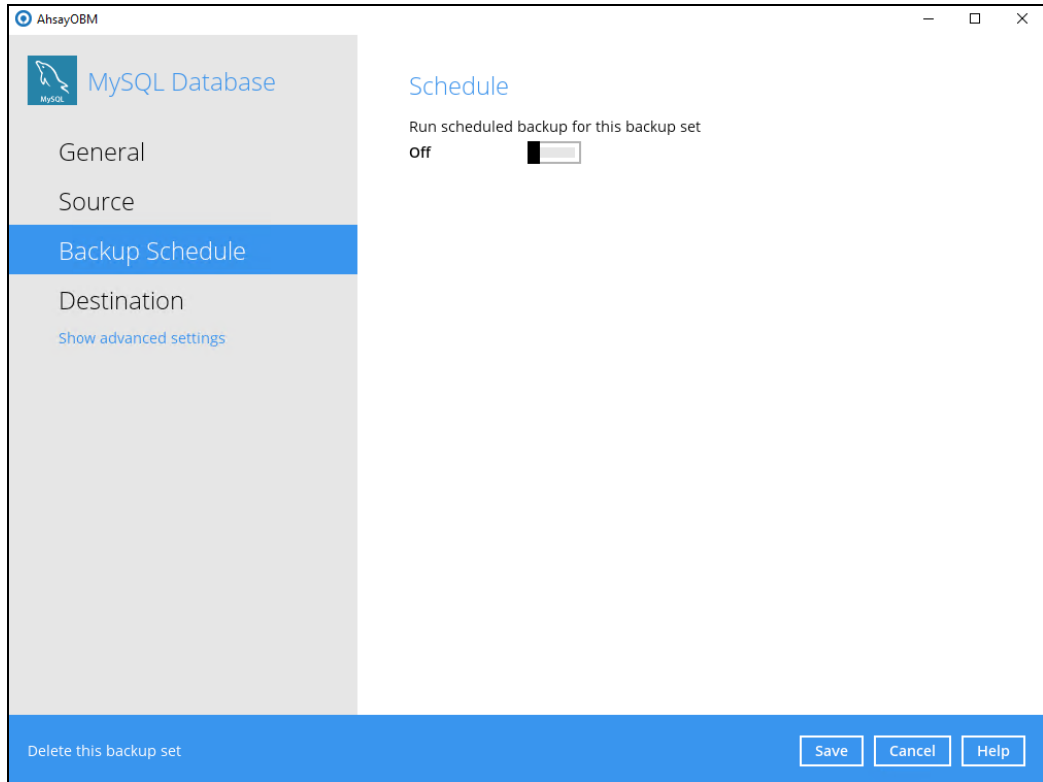 AhsayOBM
MySQL
MySQL Database
General
Source
Backup Schedule
Destination
Show advanced settings
Schedule
Run scheduled backup for this backup set
Off
Delete this backup set
Save
Cancel
Help